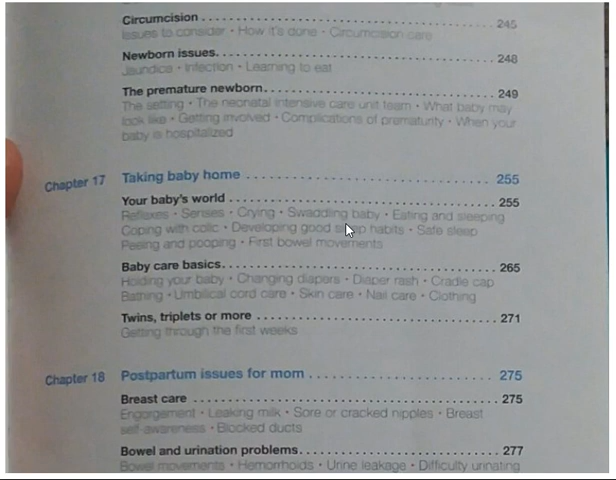 Circumcision . . . . . . . . . . . . . . . . . . . . . . . . . . . . . . . . . . . . . . . . 245
Issues to consider • How it's done • Circumcision care
Newborn issues. . . . . . . . . . . . . . . . . . . . . . . . . . . . . . . . . . . . . . 248
Jaundice • Infection • Learning to eat
The premature newborn. . . . . . . . . . . . . . . . . . . . . . . . . . . . . . . . . 249
The setting • The neonatal intensive care unit team • What baby may
look like • Getting involved • Complications of prematurity • When your
baby is hospitalized
Chapter 17 Taking baby home . . . . . . . . . . . . . . . . . . . . . . . . . . . . . . . . . . 255
Your baby's world . . . . . . . . . . . . . . . . . . . . . . . . . . . . . . . . . . . . 255
Reflexes • Senses • Crying • Swaddling baby • Eating and sleeping
Coping with colic • Developing good sleep habits • Safe sleep
Peeing and pooping • First bowel movements
Baby care basics. . . . . . . . . . . . . . . . . . . . . . . . . . . . . . . . . . . . . 265
Holding your baby • Changing diapers • Diaper rash • Cradle cap
Bathing • Umbilical cord care • Skin care • Nail care • Clothing
Twins, triplets or more . . . . . . . . . . . . . . . . . . . . . . . . . . . . . . . . . 271
Getting through the first weeks
Chapter 18 Postpartum issues for mom . . . . . . . . . . . . . . . . . . . . . . . . . . 275
Breast care . . . . . . . . . . . . . . . . . . . . . . . . . . . . . . . . . . . . . . . . . . 275
Engorgement • Leaking milk • Sore or cracked nipples • Breast
self-awareness • Blocked ducts
Bowel and urination problems. . . . . . . . . . . . . . . . . . . . . . . . . . . . 277
Bowel movements • Hemorrhoids • Urine leakage • Difficulty urinating